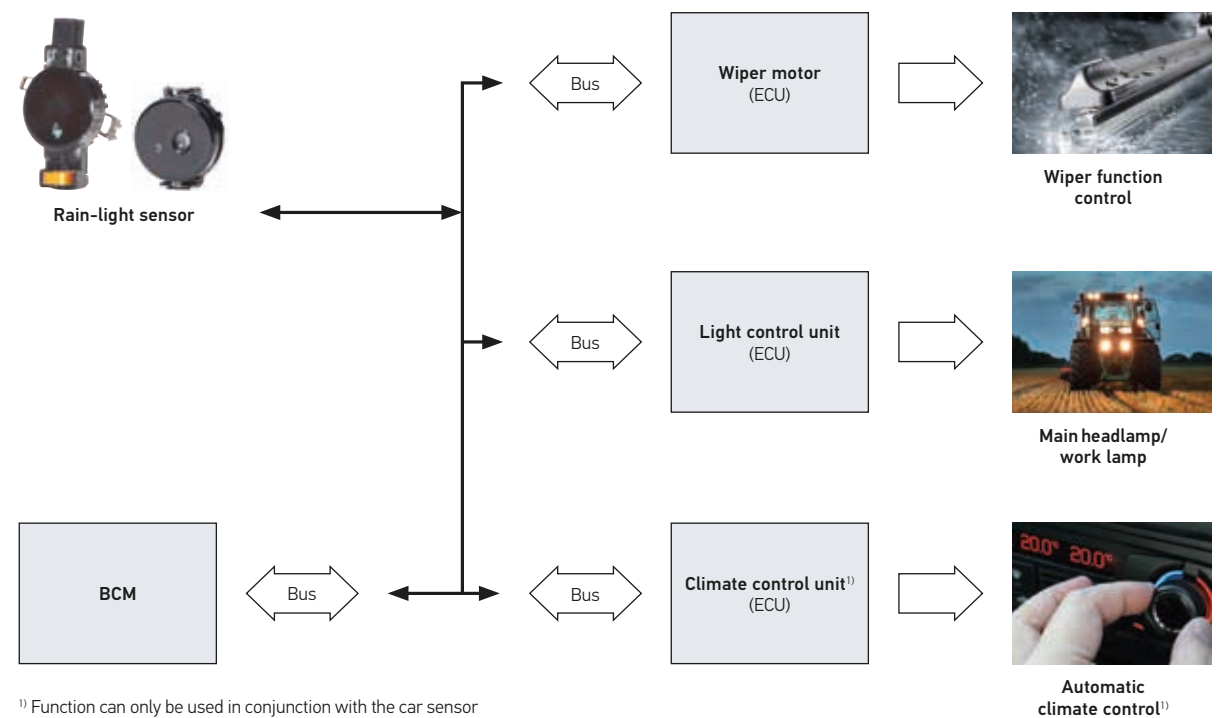 Bus
Wiper motor
(ECU)
Wiper function
control
Rain-light sensor
Bus
Light control unit
(ECU)
Main headlamp/
work lamp
BCM
Bus
Bus
Climate control unit¹⁾
(ECU)
20.0° 20.0°
Automatic
climate control¹⁾
¹⁾ Function can only be used in conjunction with the car sensor